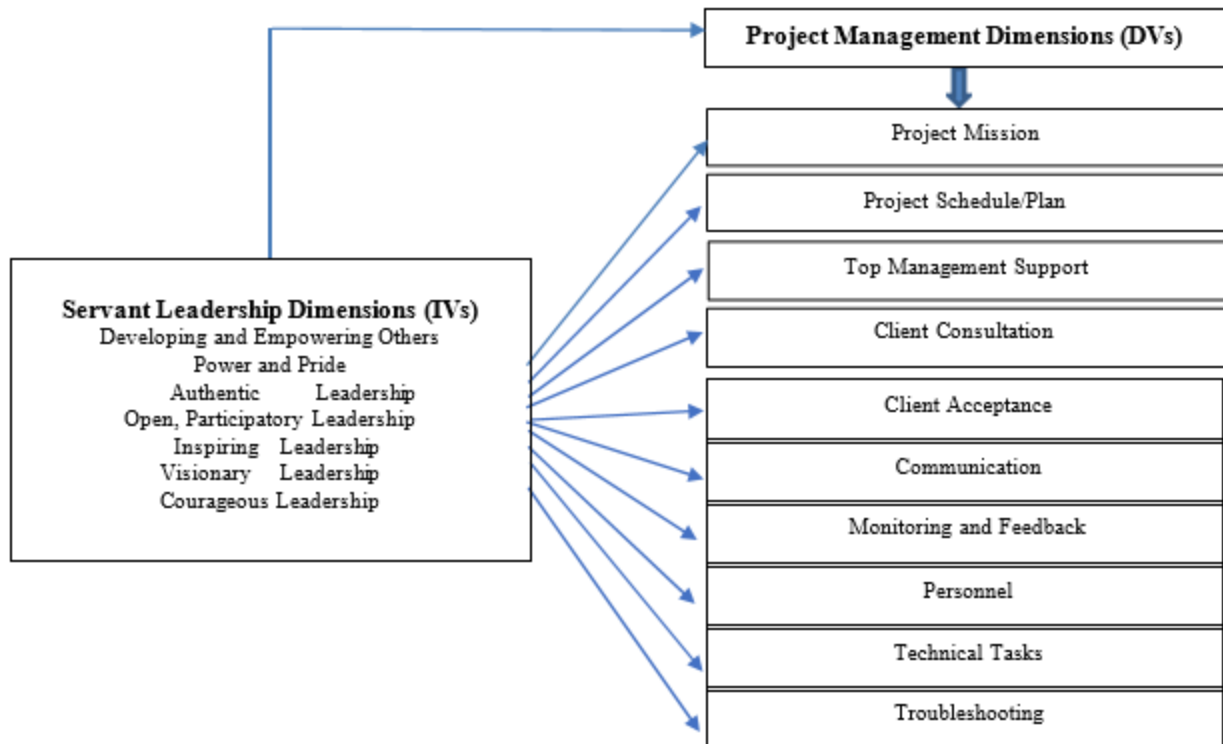 Project Management Dimensions (DVs)
Project Mission
Project Schedule/Plan
Top Management Support
Client Consultation
Client Acceptance
Communication
Monitoring and Feedback
Personnel
Technical Tasks
Troubleshooting
Servant Leadership Dimensions (IVs)
Developing and Empowering Others
Power and Pride
Authentic Leadership
Open, Participatory Leadership
Inspiring Leadership
Visionary Leadership
Courageous Leadership